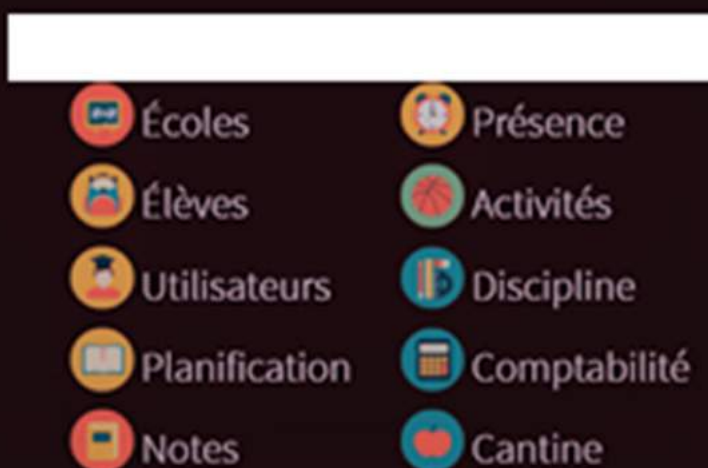 Écoles
Présence
Élèves
Activités
Utilisateurs
Discipline
Planification
Comptabilité
Notes
Cantine